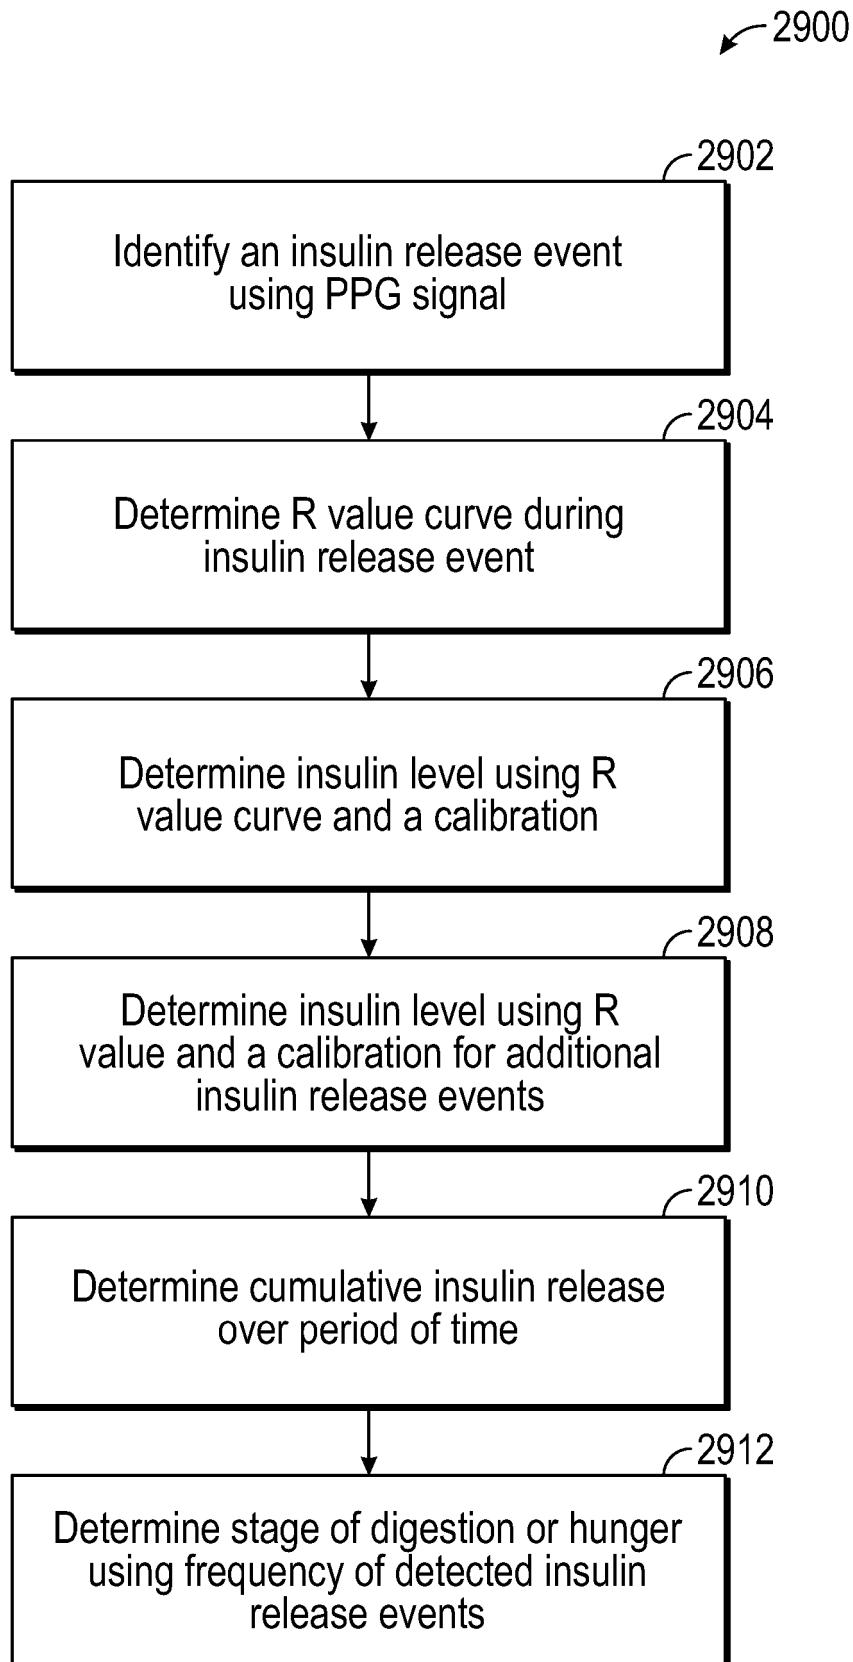 2900
2902
Identify an insulin release event
using PPG signal
2904
Determine R value curve during
insulin release event
2906
Determine insulin level using R
value curve and a calibration
2908
Determine insulin level using R
value and a calibration for additional
insulin release events
2910
Determine cumulative insulin release
over period of time
2912
Determine stage of digestion or hunger
using frequency of detected insulin
release events